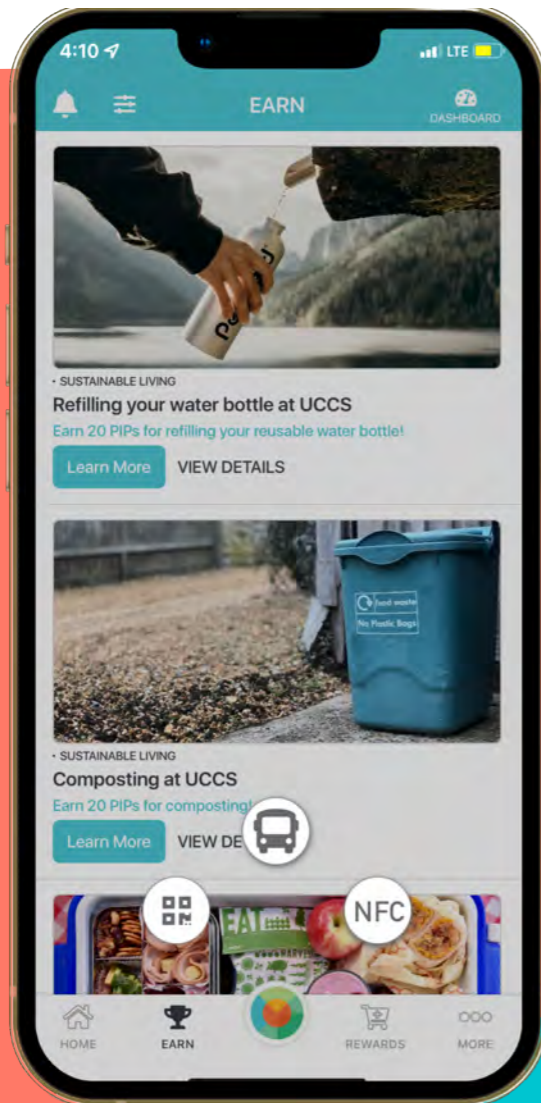 4:10
LTE
EARN
DASHBOARD
• SUSTAINABLE LIVING
Refilling your water bottle at UCCS
Earn 20 PIPs for refilling your reusable water bottle!
Learn More VIEW DETAILS
food waste
No Plastic Bags
• SUSTAINABLE LIVING
Composting at UCCS
Earn 20 PIPs for composting!
Learn More VIEW DE
NFC
EAT
HOME EARN REWARDS MORE